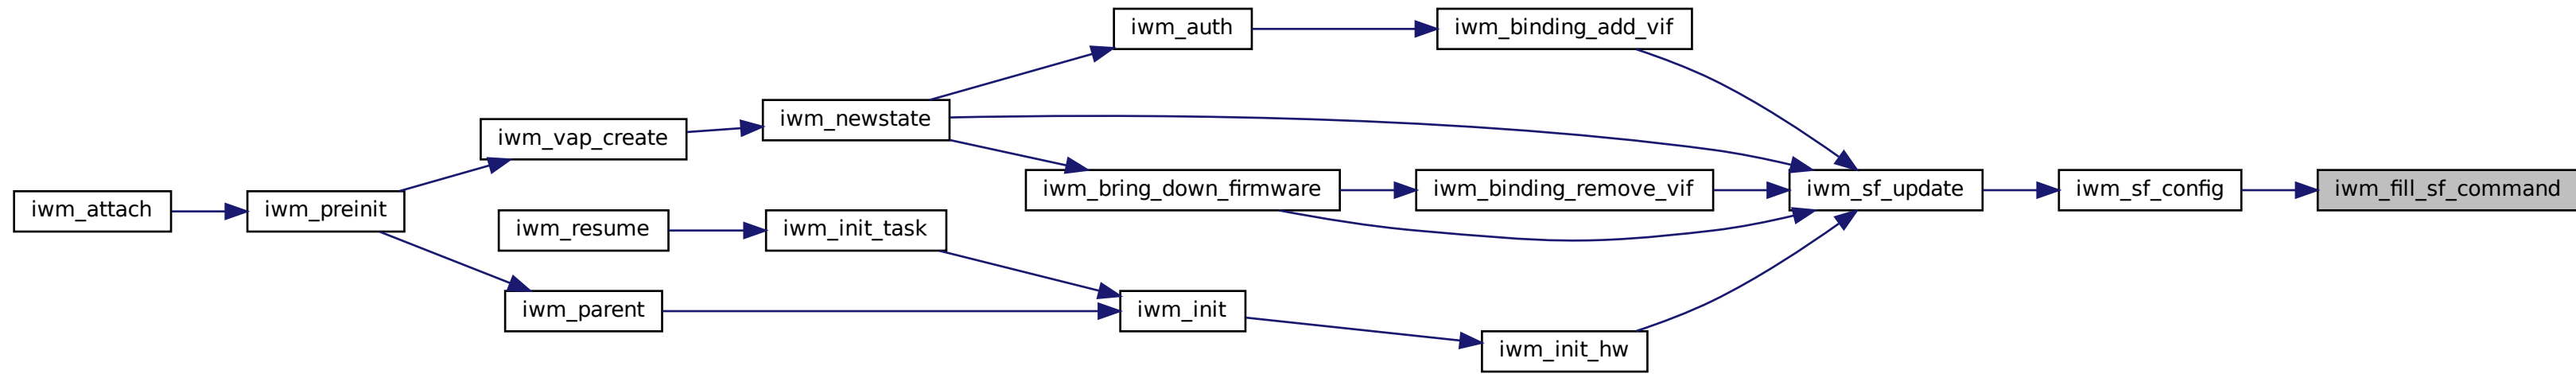 iwm_auth
iwm_binding_add_vif
iwm_newstate
iwm_vap_create
iwm_attach
iwm_preinit
iwm_bring_down_firmware
iwm_binding_remove_vif
iwm_sf_update
iwm_sf_config
iwm_fill_sf_command
iwm_resume
iwm_init_task
iwm_parent
iwm_init
iwm_init_hw